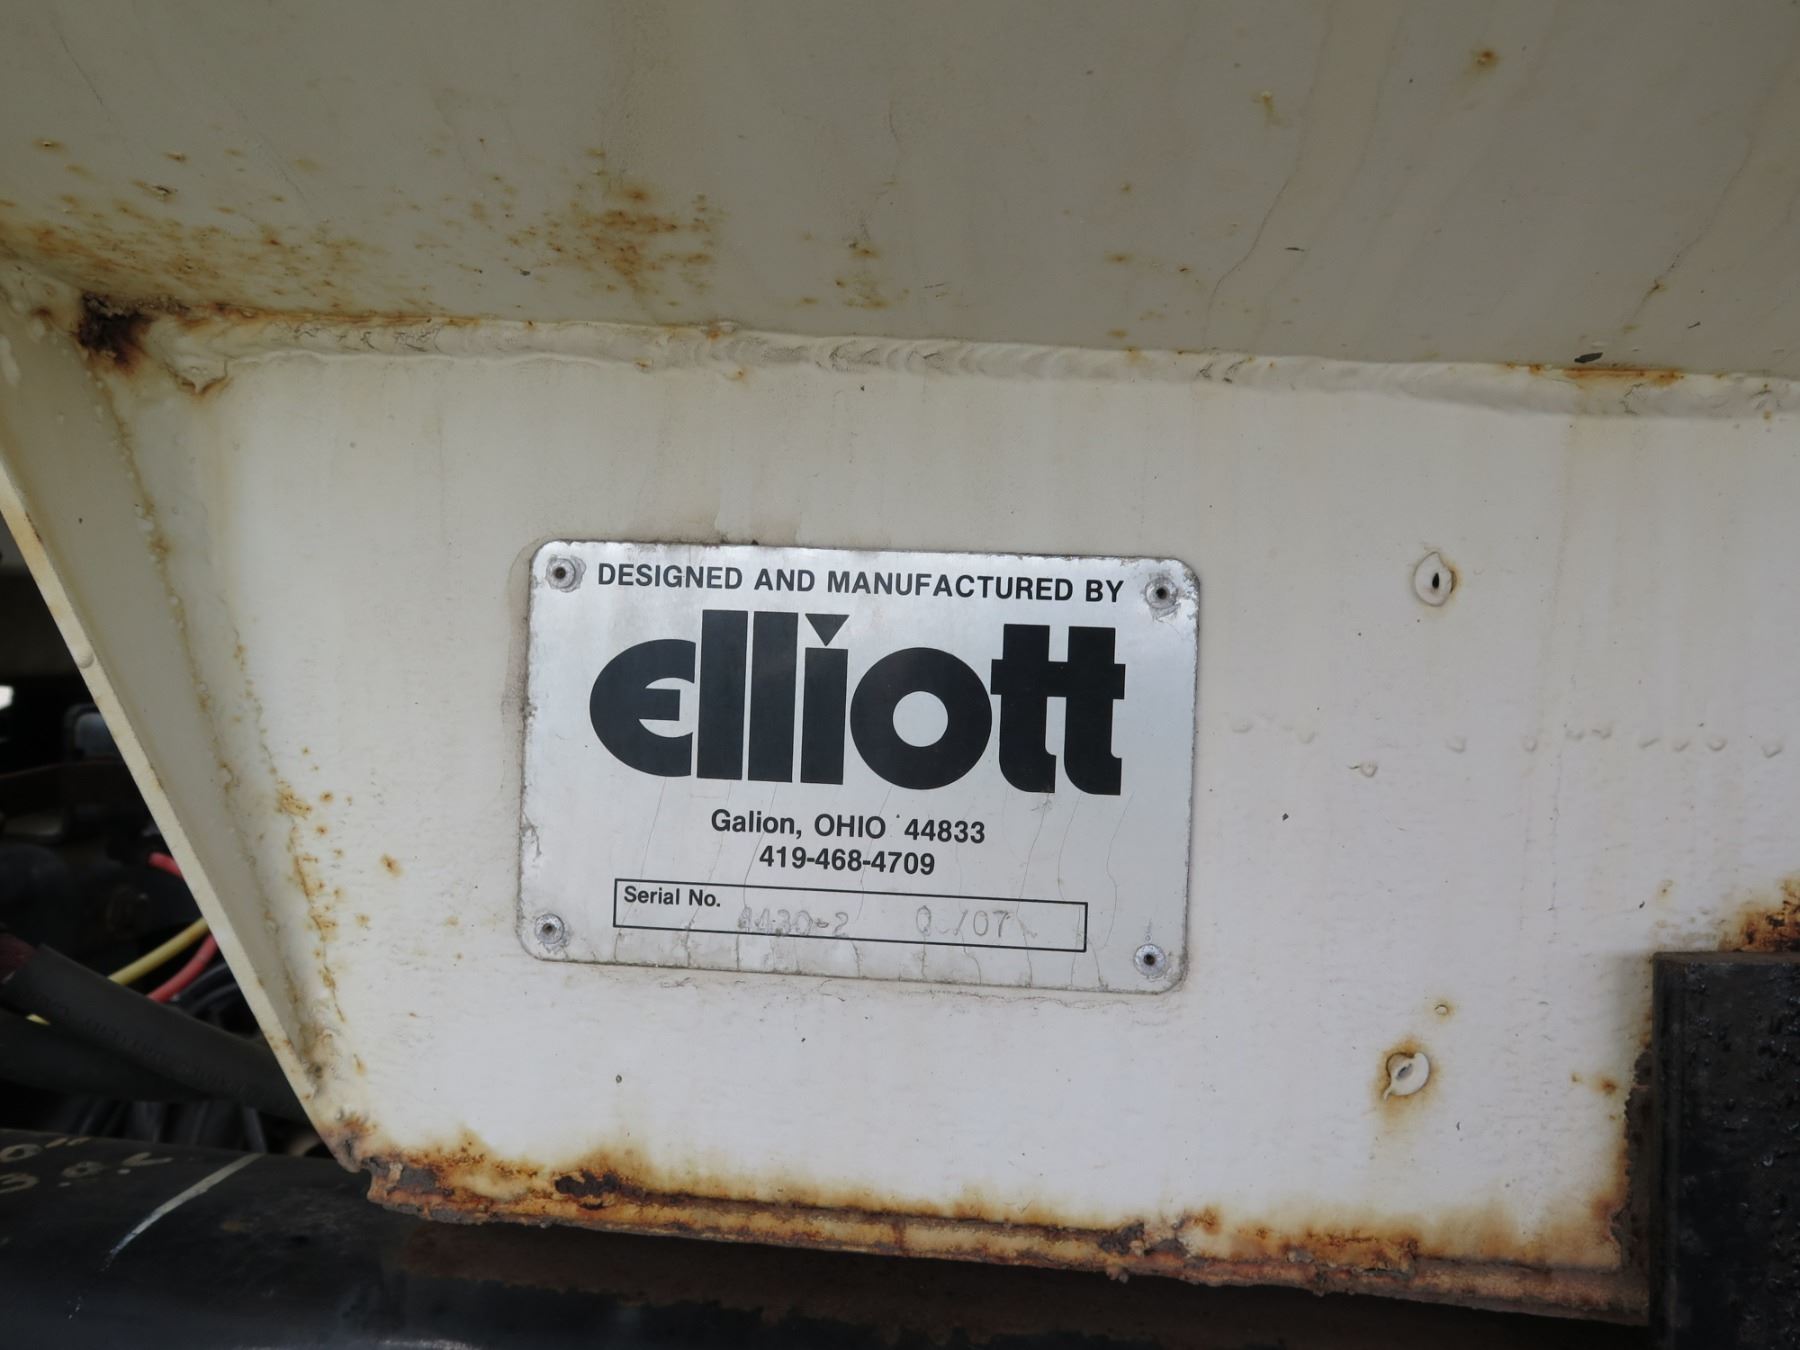 DESIGNED AND MANUFACTURED BY
elliott
Galion, OHIO 44833
419-468-4709
Serial No.